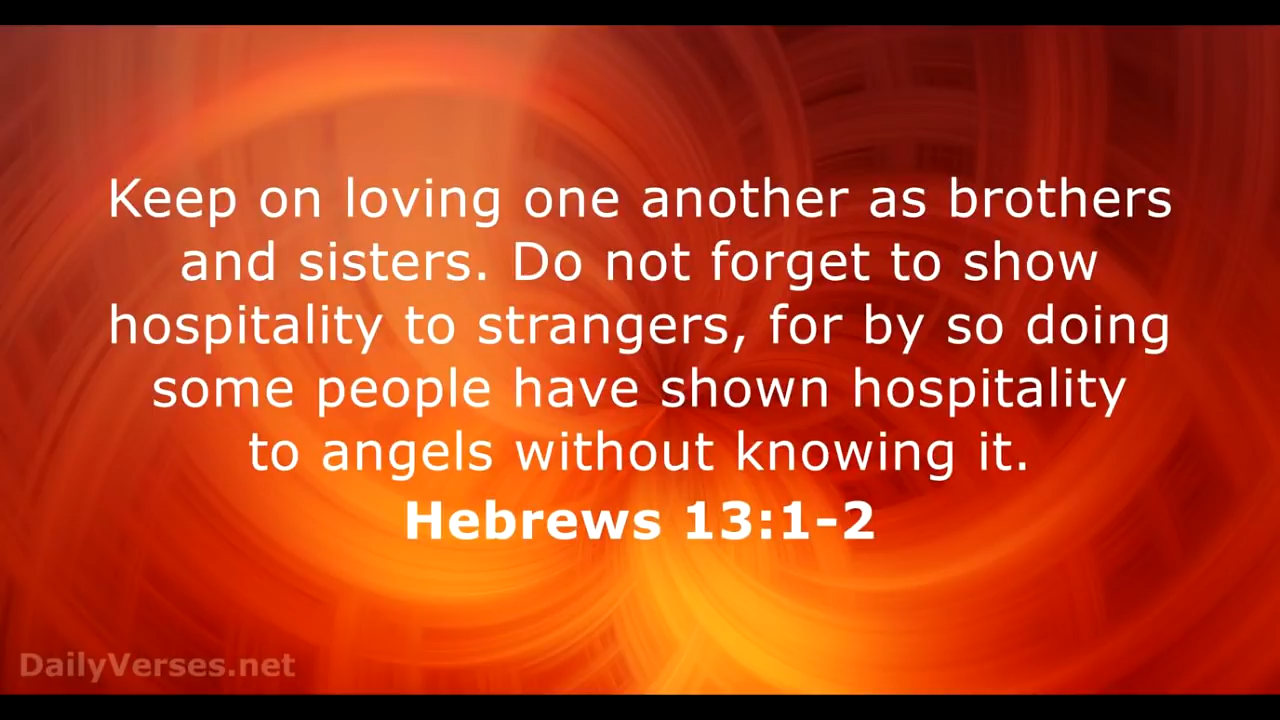 Keep on loving one another as brothers
and sisters. Do not forget to show
hospitality to strangers, for by so doing
some people have shown hospitality
to angels without knowing it.
Hebrews 13:1-2
DailyVerses.net